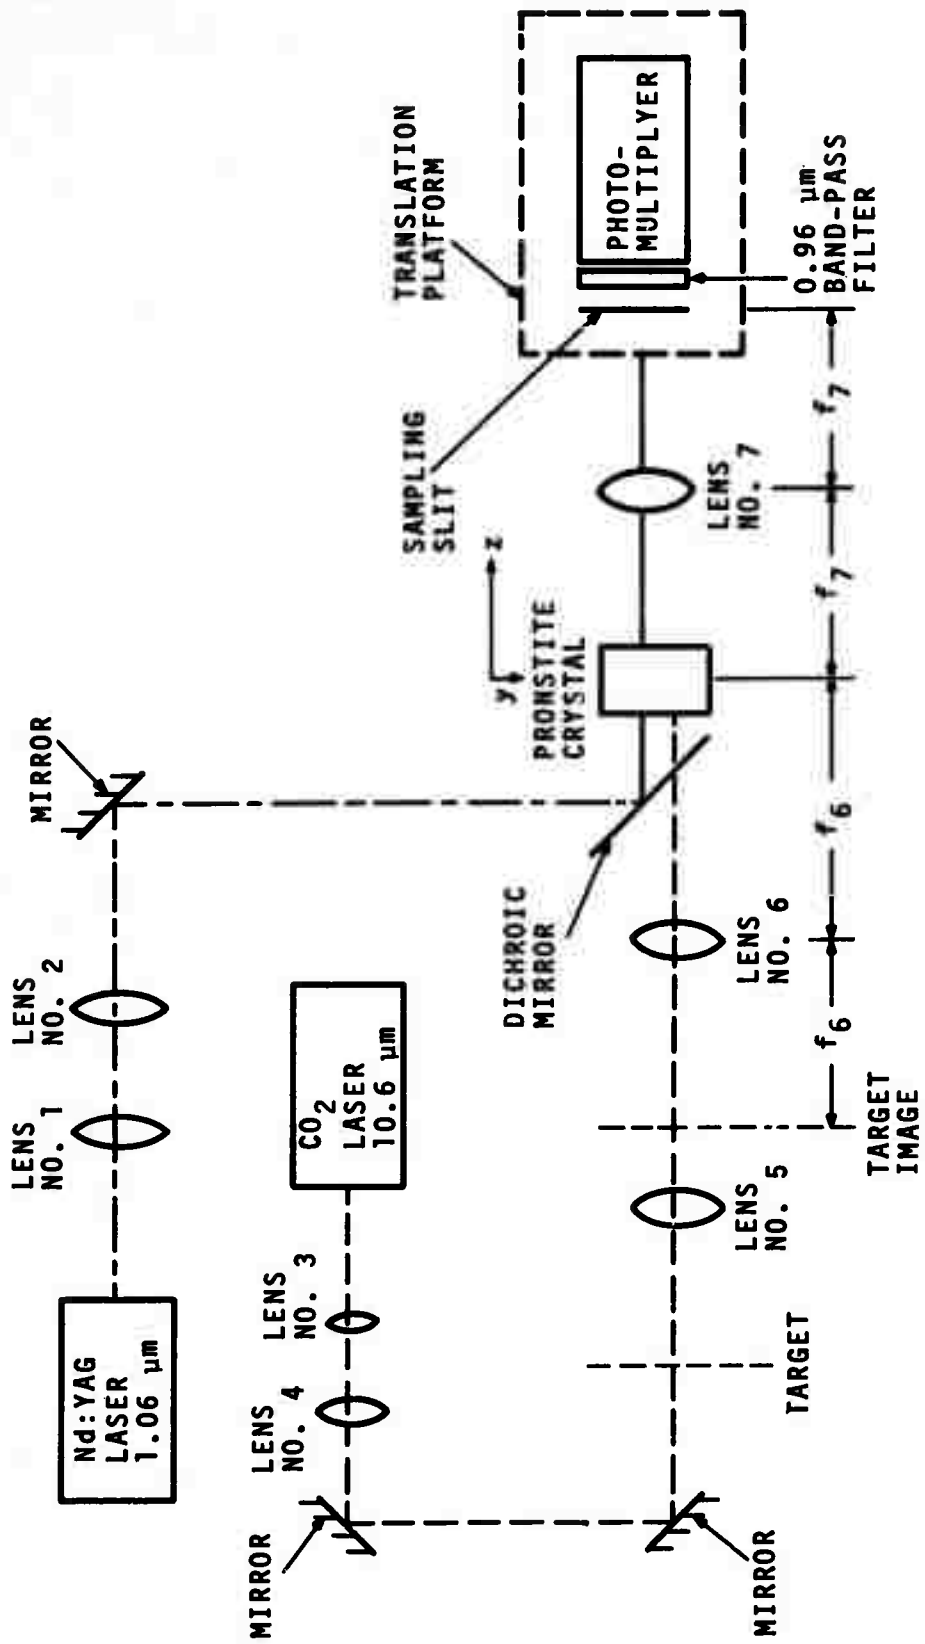 Nd:YAG
LASER
1.06 µm
LENS
NO. 1
LENS
NO. 2
MIRROR
MIRROR
LENS
NO. 4
LENS
NO. 3
CO2
LASER
10.6 µm
TRANSLATION
PLATFORM
SAMPLING
SLIT
y
z
PRONSTITE
CRYSTAL
DICHROIC
MIRROR
PHOTO-
MULTIPLYER
0.96 µm
BAND-PASS
FILTER
LENS
NO. 7
LENS
NO. 6
LENS
NO. 5
MIRROR
TARGET
TARGET
IMAGE
f6
f6
f7
f7